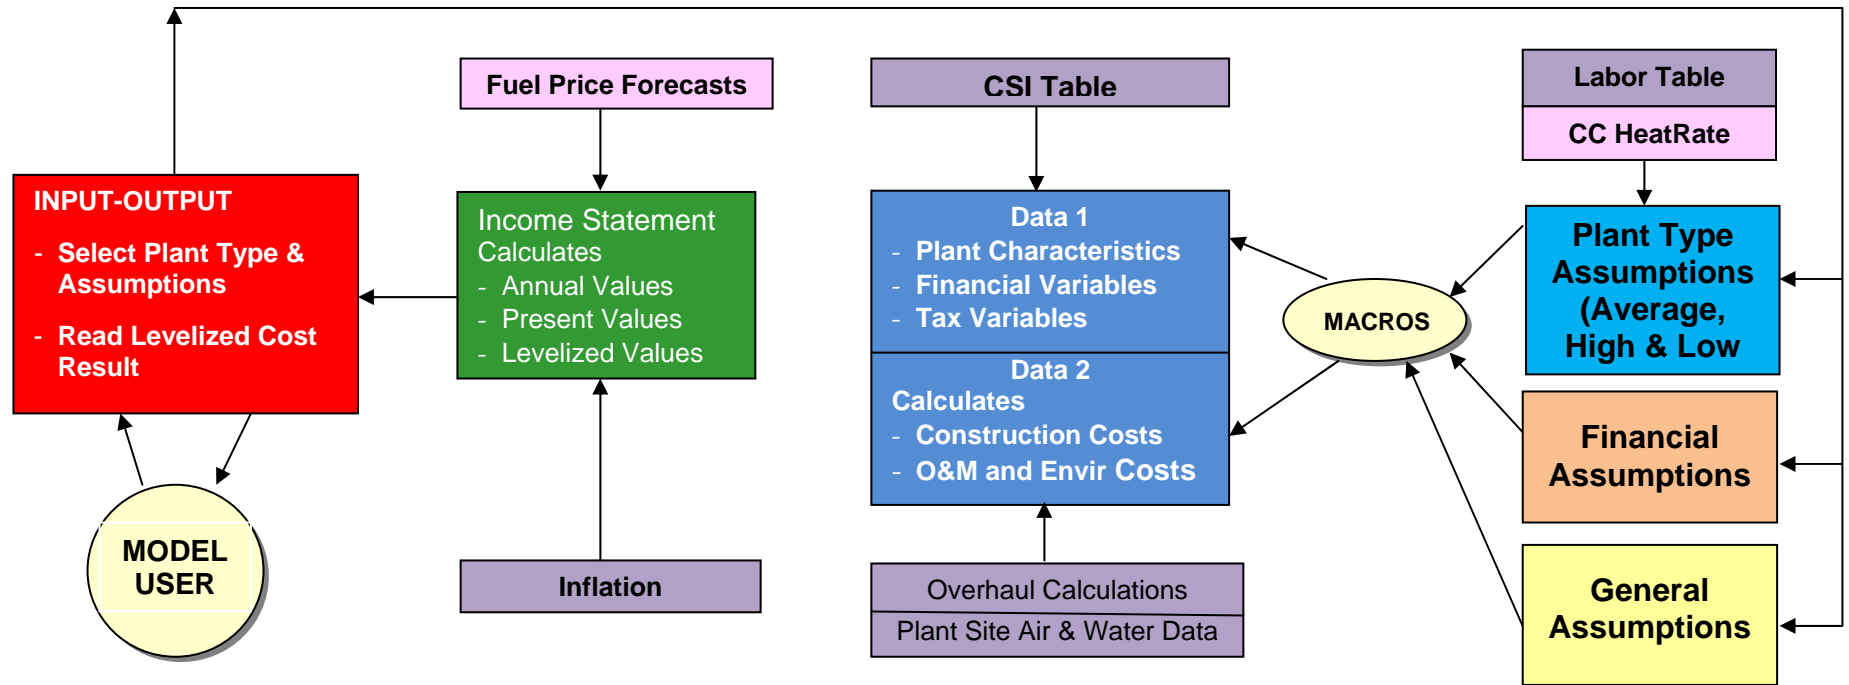 Fuel Price Forecasts
CSI Table
Labor Table
CC HeatRate
INPUT-OUTPUT
- Select Plant Type &
Assumptions
- Read Levelized Cost
Result
Income Statement
Calculates
- Annual Values
- Present Values
- Levelized Values
Data 1
- Plant Characteristics
- Financial Variables
- Tax Variables
Data 2
Calculates
- Construction Costs
- O&M and Envir Costs
MACROS
Plant Type
Assumptions
(Average,
High & Low
Financial
Assumptions
General
Assumptions
MODEL
USER
Inflation
Overhaul Calculations
Plant Site Air & Water Data